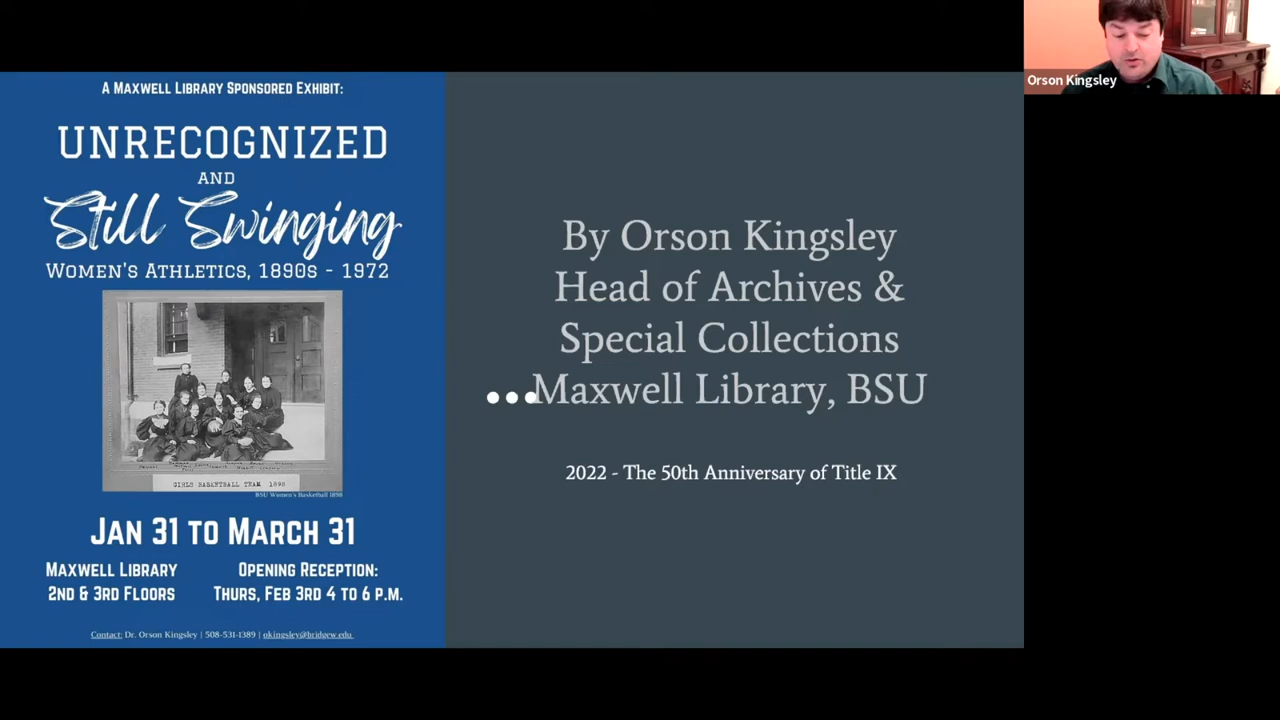 A Maxwell Library Sponsored Exhibit:
UNRECOGNIZED
AND
Still Swinging
Women's Athletics, 1890s - 1972
GIRLS BASKETBALL TEAM 1898
BSU Women's Basketball 1898
Jan 31 to March 31
Maxwell Library
2nd & 3rd Floors
Opening Reception:
Thurs, Feb 3rd 4 to 6 p.m.
Contact: Dr. Orson Kingsley | 508-531-1389 | okingsley@bridgew.edu
By Orson Kingsley
Head of Archives &
Special Collections
...Maxwell Library, BSU
2022 - The 50th Anniversary of Title IX
Orson Kingsley